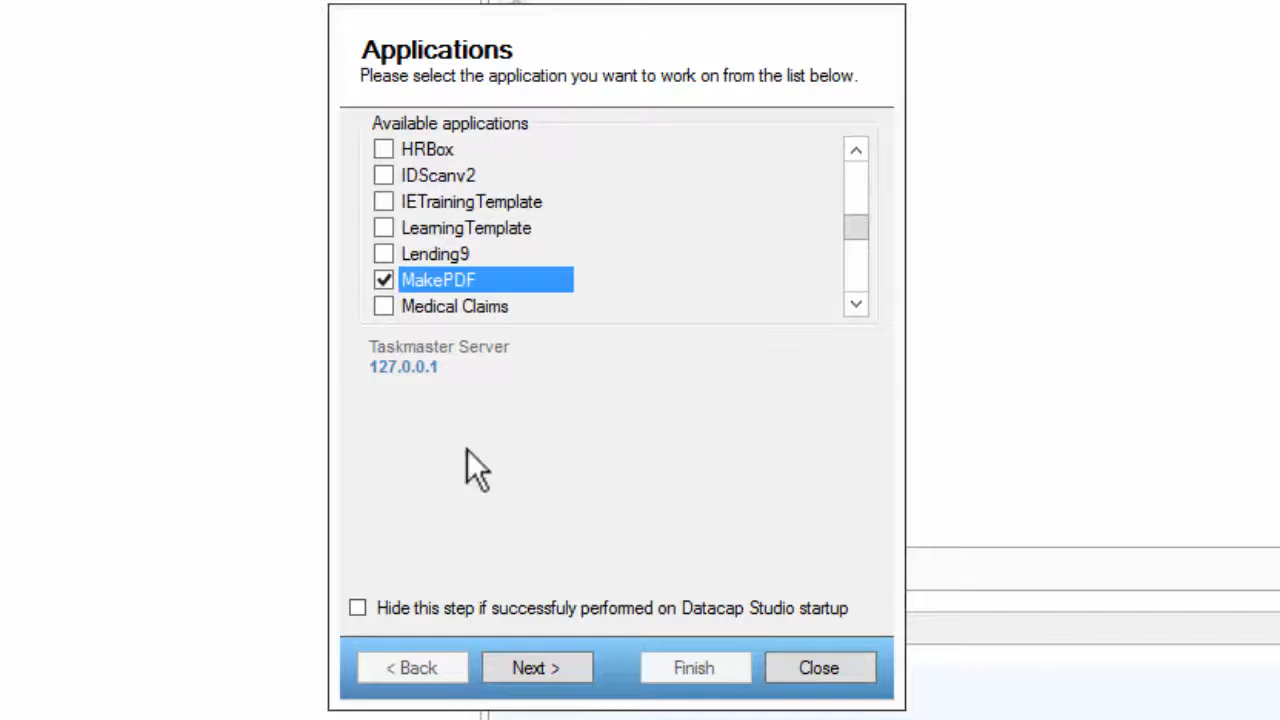 Applications
Please select the application you want to work on from the list below.
Available applications
HRBox
IDScanv2
IETrainingTemplate
LearningTemplate
Lending9
MakePDF
Medical Claims
Taskmaster Server
127.0.0.1
Hide this step if successfuly performed on Datacap Studio startup
< Back
Next >
Finish
Close